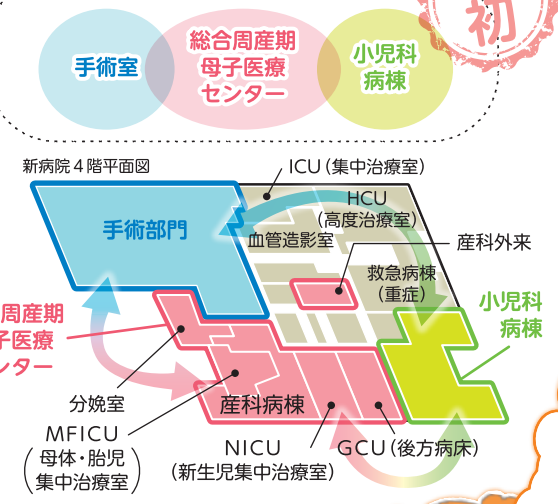 初
手術室
総合周産期
母子医療
センター
小児科
病棟
新病院４階平面図
ICU（集中治療室）
HCU
（高度治療室）
手術部門
血管造影室
産科外来
救急病棟
（重症）
小児科
病棟
周産期
子医療
ンター
分娩室
産科病棟
MFICU
（母体・胎児
集中治療室）
NICU
（新生児集中治療室）
GCU（後方病床）